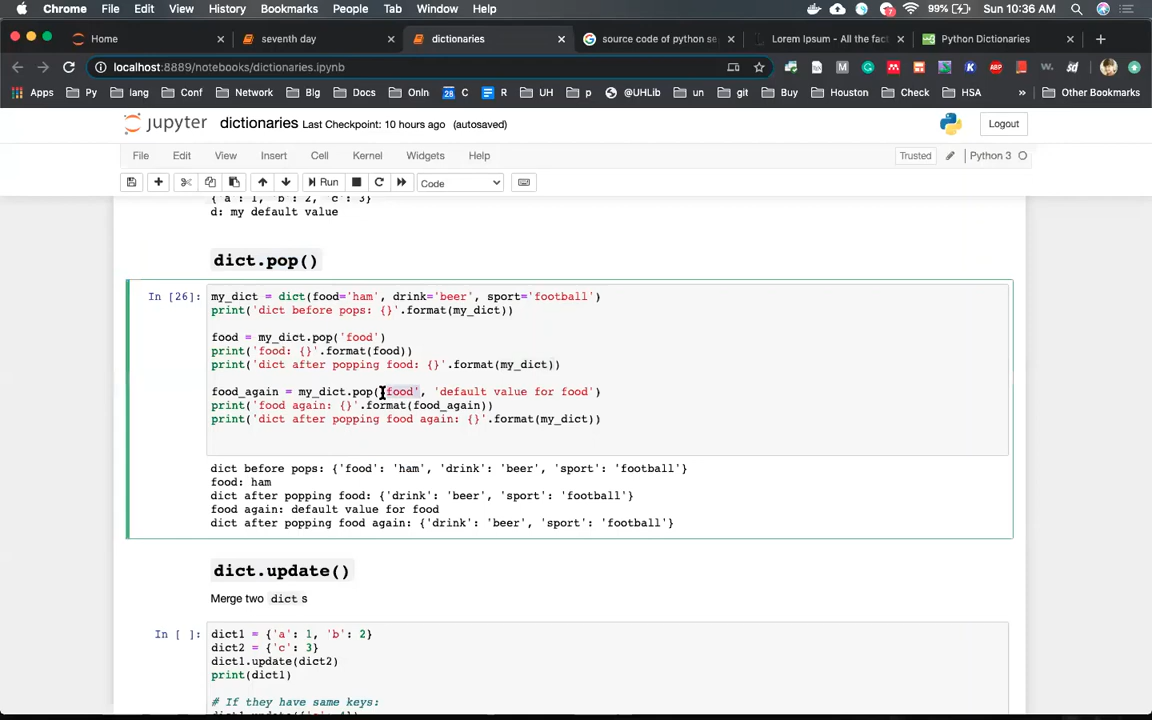 Chrome File Edit View History Bookmarks People Tab Window Help 7 99% Sun 10:36 AM
Home × seventh day × dictionaries × source code of python se × Lorem Ipsum - All the fact × Python Dictionaries × +
localhost:8889/notebooks/dictionaries.ipynb
Apps Py lang Conf Network Big Docs Onln 28 C R UH p @UHLib un git Buy Houston Check HSA » Other Bookmarks
jupyter dictionaries Last Checkpoint: 10 hours ago (autosaved) Logout
File Edit View Insert Cell Kernel Widgets Help Trusted Python 3
Run Code
{'a': 1, 'b': 2, 'c': 3}
d: my default value
dict.pop()
In [26]: my_dict = dict(food='ham', drink='beer', sport='football')
print('dict before pops: {}'.format(my_dict))
food = my_dict.pop('food')
print('food: {}'.format(food))
print('dict after popping food: {}'.format(my_dict))
food_again = my_dict.pop('food', 'default value for food')
print('food again: {}'.format(food_again))
print('dict after popping food again: {}'.format(my_dict))
dict before pops: {'food': 'ham', 'drink': 'beer', 'sport': 'football'}
food: ham
dict after popping food: {'drink': 'beer', 'sport': 'football'}
food again: default value for food
dict after popping food again: {'drink': 'beer', 'sport': 'football'}
dict.update()
Merge two dict s
In [ ]: dict1 = {'a': 1, 'b': 2}
dict2 = {'c': 3}
dict1.update(dict2)
print(dict1)
# If they have same keys: